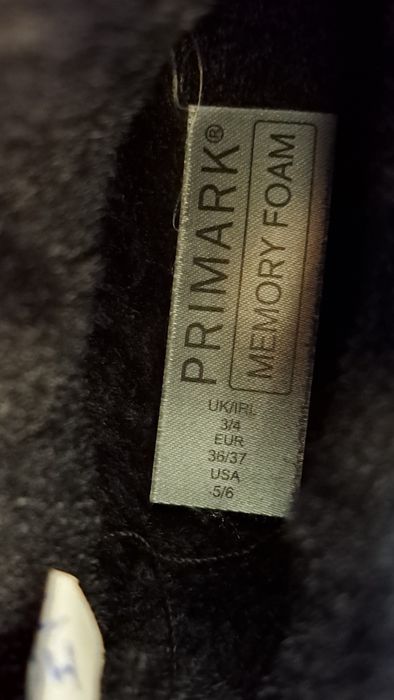 PRIMARK®
MEMORY FOAM
UK/IRL
3/4
EUR
36/37
USA
5/6